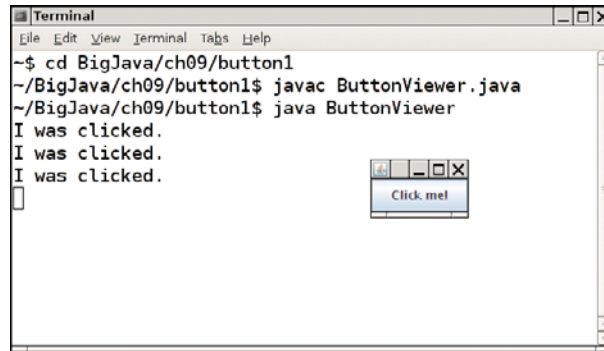 Terminal
File Edit View Terminal Tabs Help
~$ cd BigJava/ch09/button1
~/BigJava/ch09/button1$ javac ButtonViewer.java
~/BigJava/ch09/button1$ java ButtonViewer
I was clicked.
I was clicked.
I was clicked.
Click me!